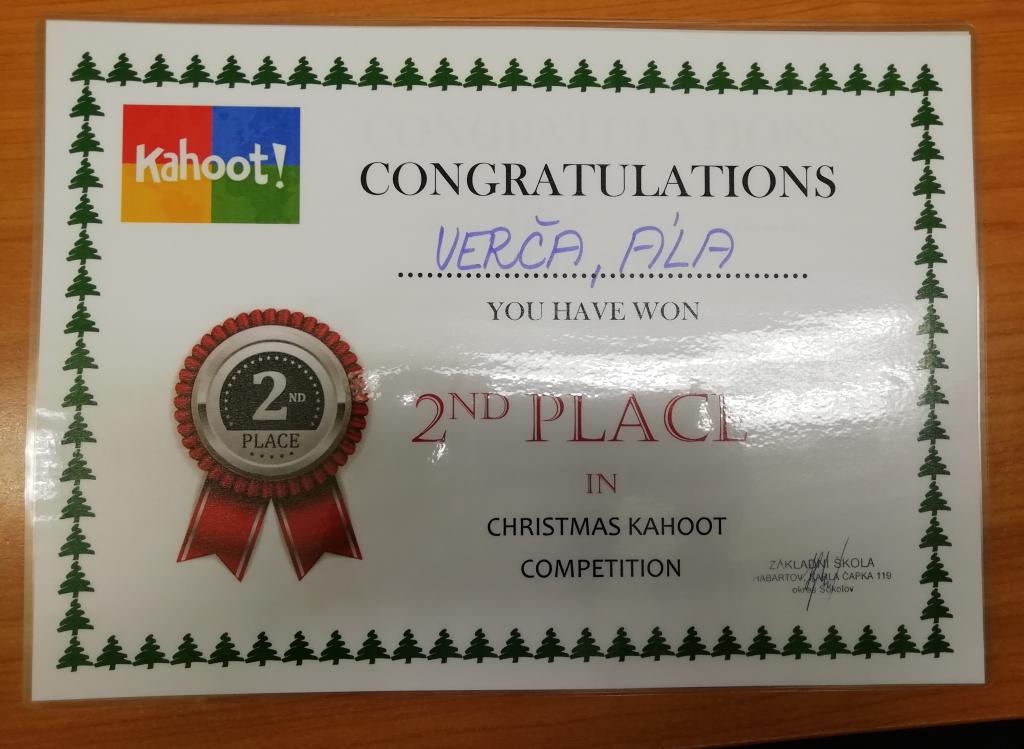 Kahoot!
CONGRATULATIONS
VERČA, ÁLA
YOU HAVE WON
2ND PLACE
2ND
PLACE
IN
CHRISTMAS KAHOOT
COMPETITION
ZÁKLADNÍ ŠKOLA
HABARTOV, KARLA ČAPKA 119
okres Sokolov